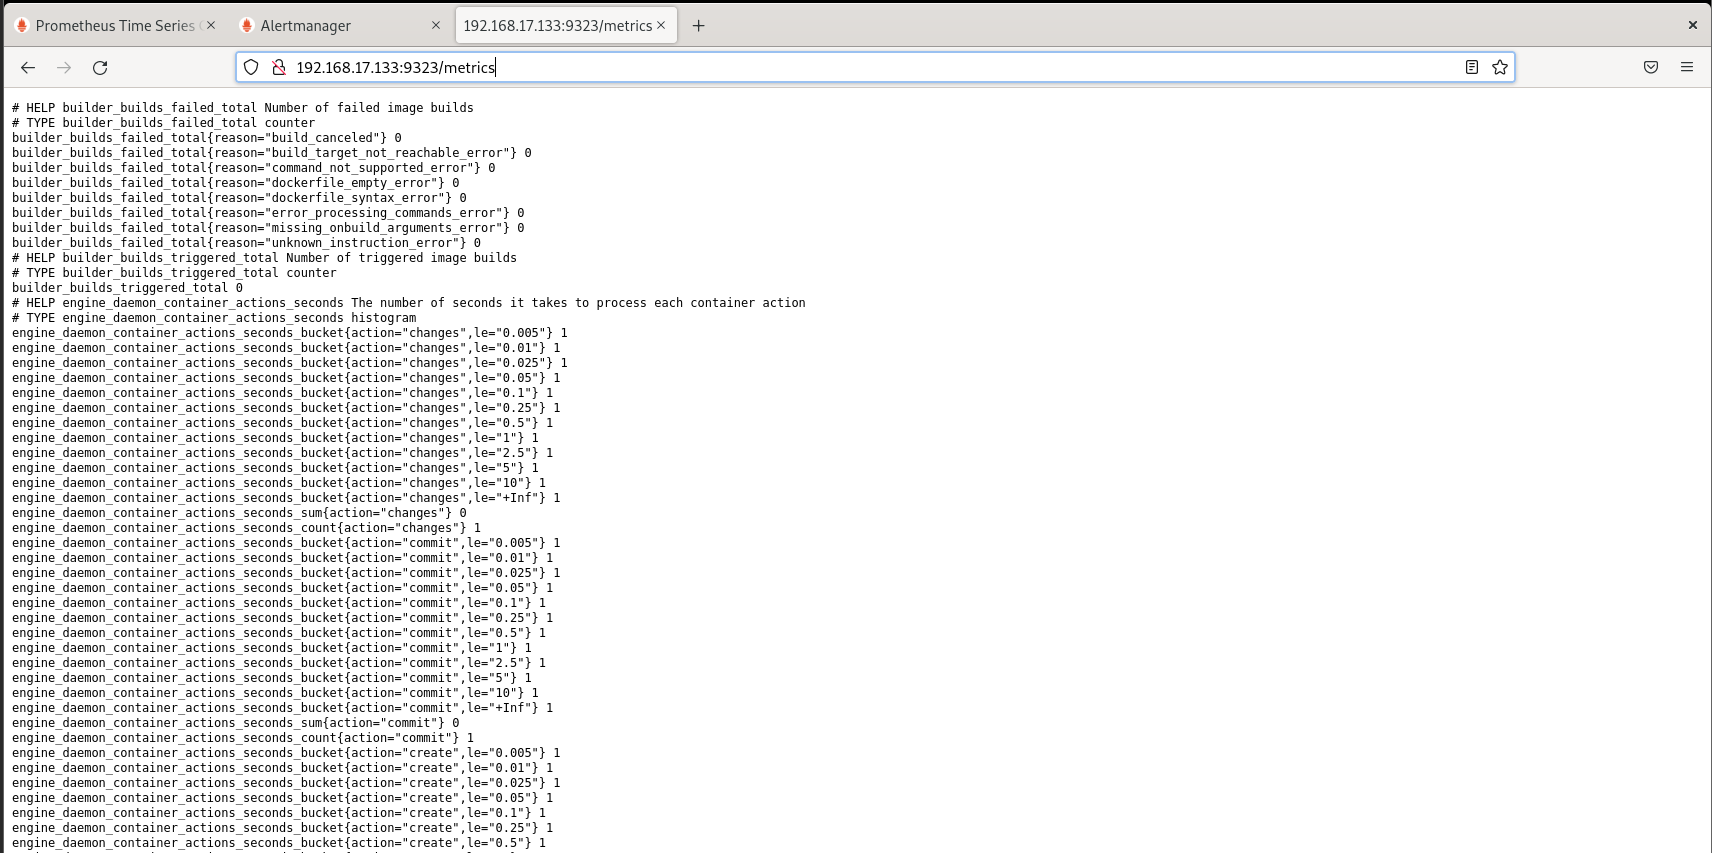 Prometheus Time Series
Alertmanager
192.168.17.133:9323/metrics
192.168.17.133:9323/metrics
# HELP builder_builds_failed_total Number of failed image builds
# TYPE builder_builds_failed_total counter
builder_builds_failed_total{reason="build_canceled"} 0
builder_builds_failed_total{reason="build_target_not_reachable_error"} 0
builder_builds_failed_total{reason="command_not_supported_error"} 0
builder_builds_failed_total{reason="dockerfile_empty_error"} 0
builder_builds_failed_total{reason="dockerfile_syntax_error"} 0
builder_builds_failed_total{reason="error_processing_commands_error"} 0
builder_builds_failed_total{reason="missing_onbuild_arguments_error"} 0
builder_builds_failed_total{reason="unknown_instruction_error"} 0
# HELP builder_builds_triggered_total Number of triggered image builds
# TYPE builder_builds_triggered_total counter
builder_builds_triggered_total 0
# HELP engine_daemon_container_actions_seconds The number of seconds it takes to process each container action
# TYPE engine_daemon_container_actions_seconds histogram
engine_daemon_container_actions_seconds_bucket{action="changes",le="0.005"} 1
engine_daemon_container_actions_seconds_bucket{action="changes",le="0.01"} 1
engine_daemon_container_actions_seconds_bucket{action="changes",le="0.025"} 1
engine_daemon_container_actions_seconds_bucket{action="changes",le="0.05"} 1
engine_daemon_container_actions_seconds_bucket{action="changes",le="0.1"} 1
engine_daemon_container_actions_seconds_bucket{action="changes",le="0.25"} 1
engine_daemon_container_actions_seconds_bucket{action="changes",le="0.5"} 1
engine_daemon_container_actions_seconds_bucket{action="changes",le="1"} 1
engine_daemon_container_actions_seconds_bucket{action="changes",le="2.5"} 1
engine_daemon_container_actions_seconds_bucket{action="changes",le="5"} 1
engine_daemon_container_actions_seconds_bucket{action="changes",le="10"} 1
engine_daemon_container_actions_seconds_bucket{action="changes",le="+Inf"} 1
engine_daemon_container_actions_seconds_sum{action="changes"} 0
engine_daemon_container_actions_seconds_count{action="changes"} 1
engine_daemon_container_actions_seconds_bucket{action="commit",le="0.005"} 1
engine_daemon_container_actions_seconds_bucket{action="commit",le="0.01"} 1
engine_daemon_container_actions_seconds_bucket{action="commit",le="0.025"} 1
engine_daemon_container_actions_seconds_bucket{action="commit",le="0.05"} 1
engine_daemon_container_actions_seconds_bucket{action="commit",le="0.1"} 1
engine_daemon_container_actions_seconds_bucket{action="commit",le="0.25"} 1
engine_daemon_container_actions_seconds_bucket{action="commit",le="0.5"} 1
engine_daemon_container_actions_seconds_bucket{action="commit",le="1"} 1
engine_daemon_container_actions_seconds_bucket{action="commit",le="2.5"} 1
engine_daemon_container_actions_seconds_bucket{action="commit",le="5"} 1
engine_daemon_container_actions_seconds_bucket{action="commit",le="10"} 1
engine_daemon_container_actions_seconds_bucket{action="commit",le="+Inf"} 1
engine_daemon_container_actions_seconds_sum{action="commit"} 0
engine_daemon_container_actions_seconds_count{action="commit"} 1
engine_daemon_container_actions_seconds_bucket{action="create",le="0.005"} 1
engine_daemon_container_actions_seconds_bucket{action="create",le="0.01"} 1
engine_daemon_container_actions_seconds_bucket{action="create",le="0.025"} 1
engine_daemon_container_actions_seconds_bucket{action="create",le="0.05"} 1
engine_daemon_container_actions_seconds_bucket{action="create",le="0.1"} 1
engine_daemon_container_actions_seconds_bucket{action="create",le="0.25"} 1
engine_daemon_container_actions_seconds_bucket{action="create",le="0.5"} 1